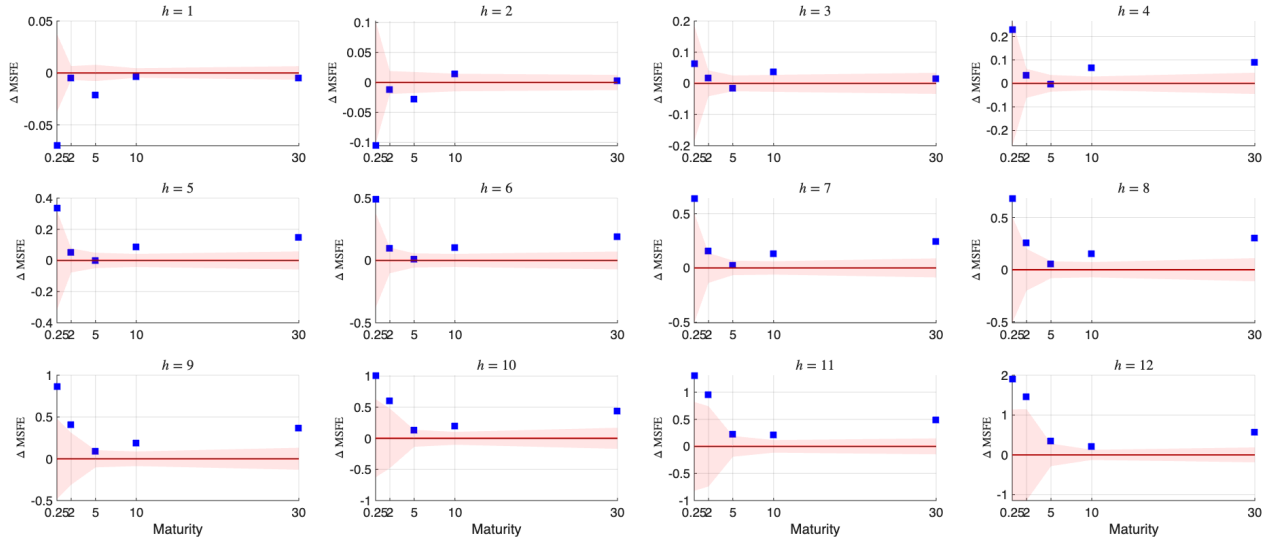 h = 1
0.05
0
-0.05
Δ MSFE
0.25 2 5 10 30
h = 2
0.1
0.05
0
-0.05
-0.1
Δ MSFE
0.25 2 5 10 30
h = 3
0.2
0.1
0
-0.1
-0.2
Δ MSFE
0.25 2 5 10 30
h = 4
0.2
0.1
0
-0.1
-0.2
Δ MSFE
0.25 2 5 10 30
h = 5
0.4
0.2
0
-0.2
-0.4
Δ MSFE
0.25 2 5 10 30
h = 6
0.5
0
-0.5
Δ MSFE
0.25 2 5 10 30
h = 7
0.5
0
-0.5
Δ MSFE
0.25 2 5 10 30
h = 8
0.5
0
-0.5
Δ MSFE
0.25 2 5 10 30
h = 9
1
0.5
0
-0.5
Δ MSFE
0.25 2 5 10 30
Maturity
h = 10
1
0.5
0
-0.5
-1
Δ MSFE
0.25 2 5 10 30
Maturity
h = 11
1
0.5
0
-0.5
-1
Δ MSFE
0.25 2 5 10 30
Maturity
h = 12
2
1
0
-1
Δ MSFE
0.25 2 5 10 30
Maturity